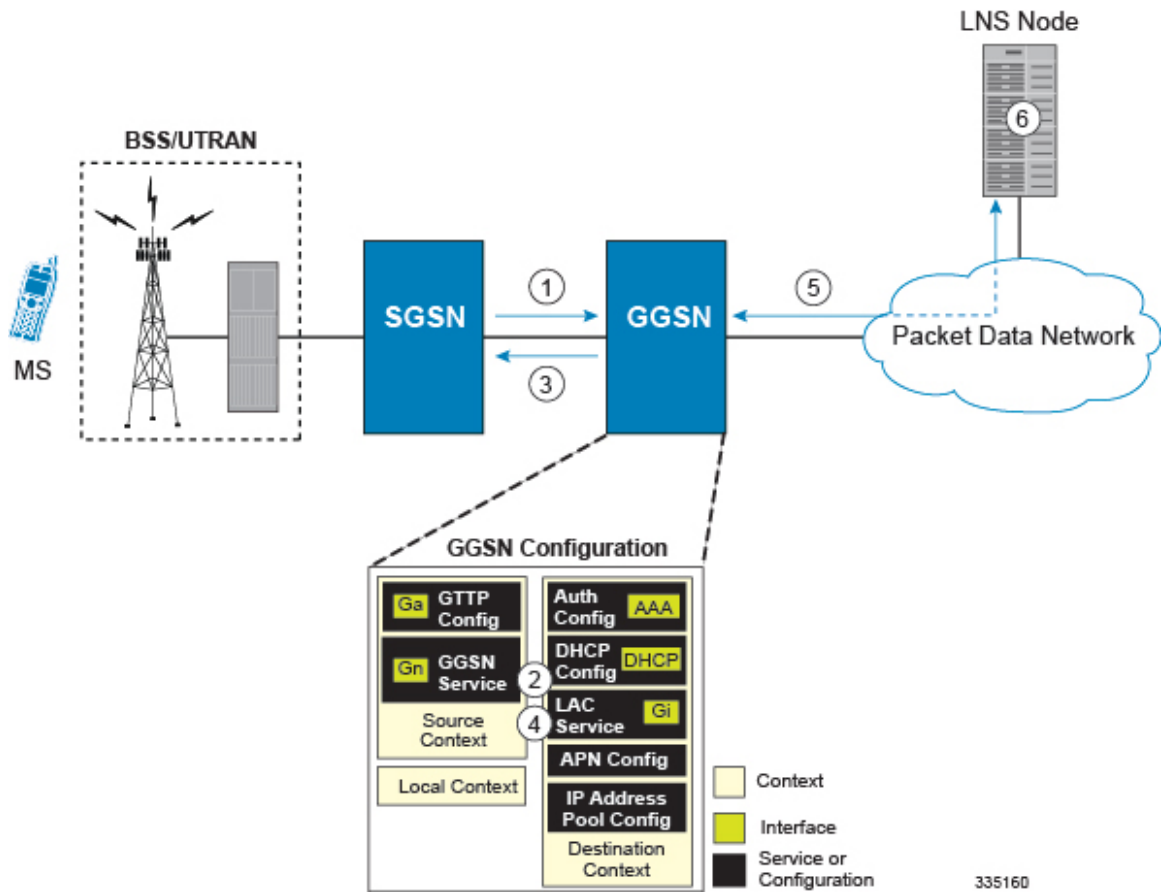 LNS Node
6
BSS/UTRAN
MS
SGSN
1
3
GGSN
5
Packet Data Network
GGSN Configuration
Ga
GTTP
Config
Gn
GGSN
Service
Source
Context
Local Context
2
4
Auth
Config
AAA
DHCP
Config
DHCP
LAC
Service
Gi
APN Config
IP Address
Pool Config
Destination
Context
Context
Interface
Service or
Configuration
335160